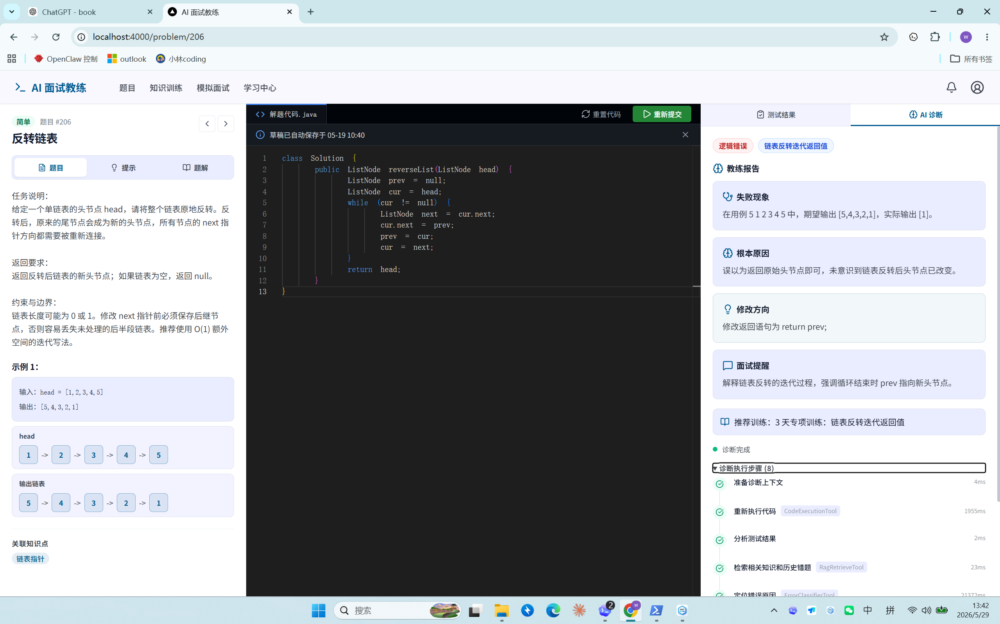 ChatGPT - book
AI 面试教练
localhost:4000/problem/206
W
OpenClaw 控制
outlook
小林coding
所有书签
AI 面试教练
题目
知识训练
模拟面试
学习中心
简单
题目 #206
反转链表
题目
提示
题解
任务说明：
给定一个单链表的头节点 head，请将整个链表原地反转。反
转后，原来的尾节点会成为新的头节点，所有节点的 next 指
针方向都需要被重新连接。
返回要求：
返回反转后链表的新头节点；如果链表为空，返回 null。
约束与边界：
链表长度可能为 0 或 1。修改 next 指针前必须保存后继节
点，否则容易丢失未处理的后半段链表。推荐使用 O(1) 额外
空间的迭代写法。
示例 1：
输入：head = [1,2,3,4,5]
输出：[5,4,3,2,1]
head
1 -> 2 -> 3 -> 4 -> 5
输出链表
5 -> 4 -> 3 -> 2 -> 1
关联知识点
链表指针
解题代码.java
重置代码
重新提交
草稿已自动保存于 05-19 10:40
1 class Solution {
2 public ListNode reverseList(ListNode head) {
3 ListNode prev = null;
4 ListNode cur = head;
5 while (cur != null) {
6 ListNode next = cur.next;
7 cur.next = prev;
8 prev = cur;
9 cur = next;
10 }
11 return head;
12 }
13 }
测试结果
AI 诊断
逻辑错误
链表反转迭代返回值
教练报告
失败现象
在用例 5 1 2 3 4 5 中，期望输出 [5,4,3,2,1]，实际输出 [1]。
根本原因
误以为返回原始头节点即可，未意识到链表反转后头节点已改变。
修改方向
修改返回语句为 return prev;
面试提醒
解释链表反转的迭代过程，强调循环结束时 prev 指向新头节点。
推荐训练：3 天专项训练：链表反转迭代返回值
诊断完成
▼诊断执行步骤 (8)
准备诊断上下文 4ms
重新执行代码 CodeExecutionTool 1955ms
分析测试结果 2ms
检索相关知识和历史错题 RagRetrieveTool 23ms
定位错误原因 ErrorClassifierTool 21372ms
搜索
2
W
中
拼
13:42
2026/5/29